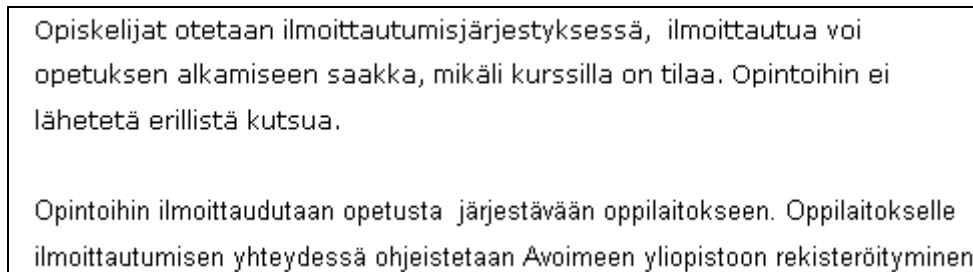 Opiskelijat otetaan ilmoittautumisjärjestyksessä, ilmoittautua voi
opetuksen alkamiseen saakka, mikäli kurssilla on tilaa. Opintoihin ei
lähetetä erillistä kutsua.
Opintoihin ilmoittaudutaan opetusta järjestävään oppilaitokseen. Oppilaitokselle
ilmoittautumisen yhteydessä ohjeistetaan Avoimeen yliopistoon rekisteröityminen